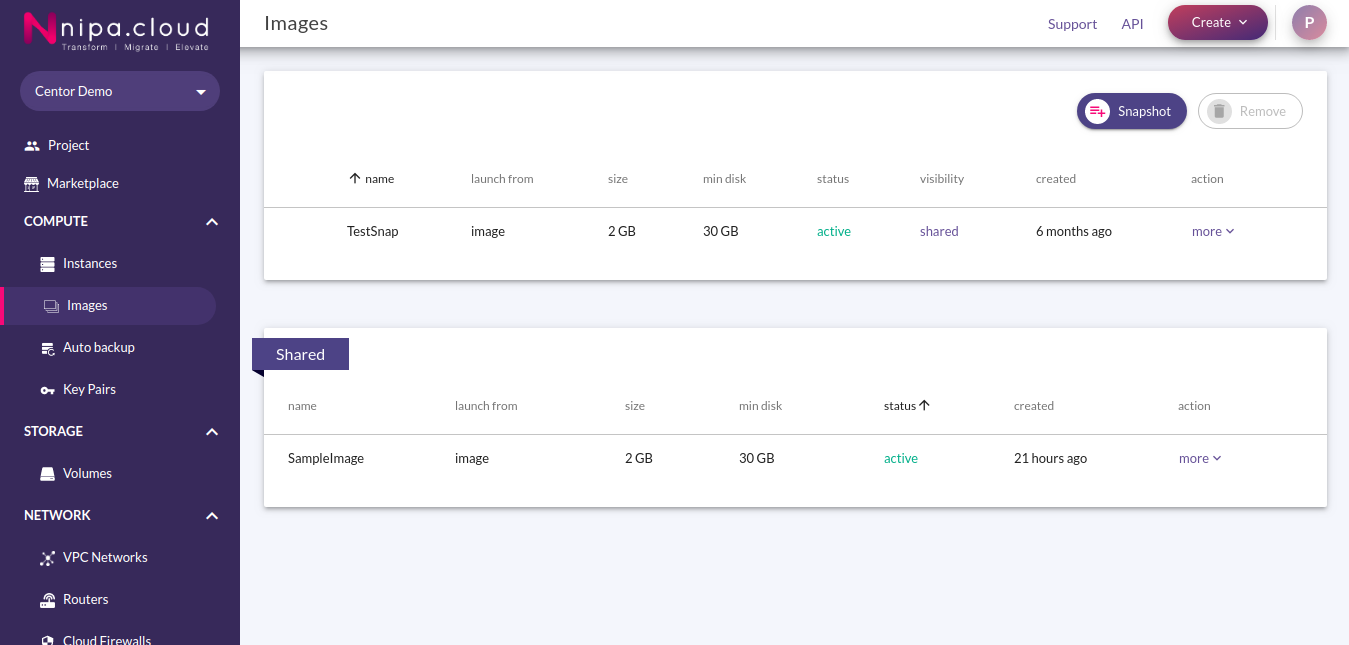 nipa.cloud
Transform | Migrate | Elevate
Centor Demo
Project
Marketplace
COMPUTE
Instances
Images
Auto backup
Key Pairs
STORAGE
Volumes
NETWORK
VPC Networks
Routers
Cloud Firewalls
Images
Support API Create P
Snapshot Remove
name launch from size min disk status visibility created action
TestSnap image 2 GB 30 GB active shared 6 months ago more
Shared
name launch from size min disk status created action
SampleImage image 2 GB 30 GB active 21 hours ago more